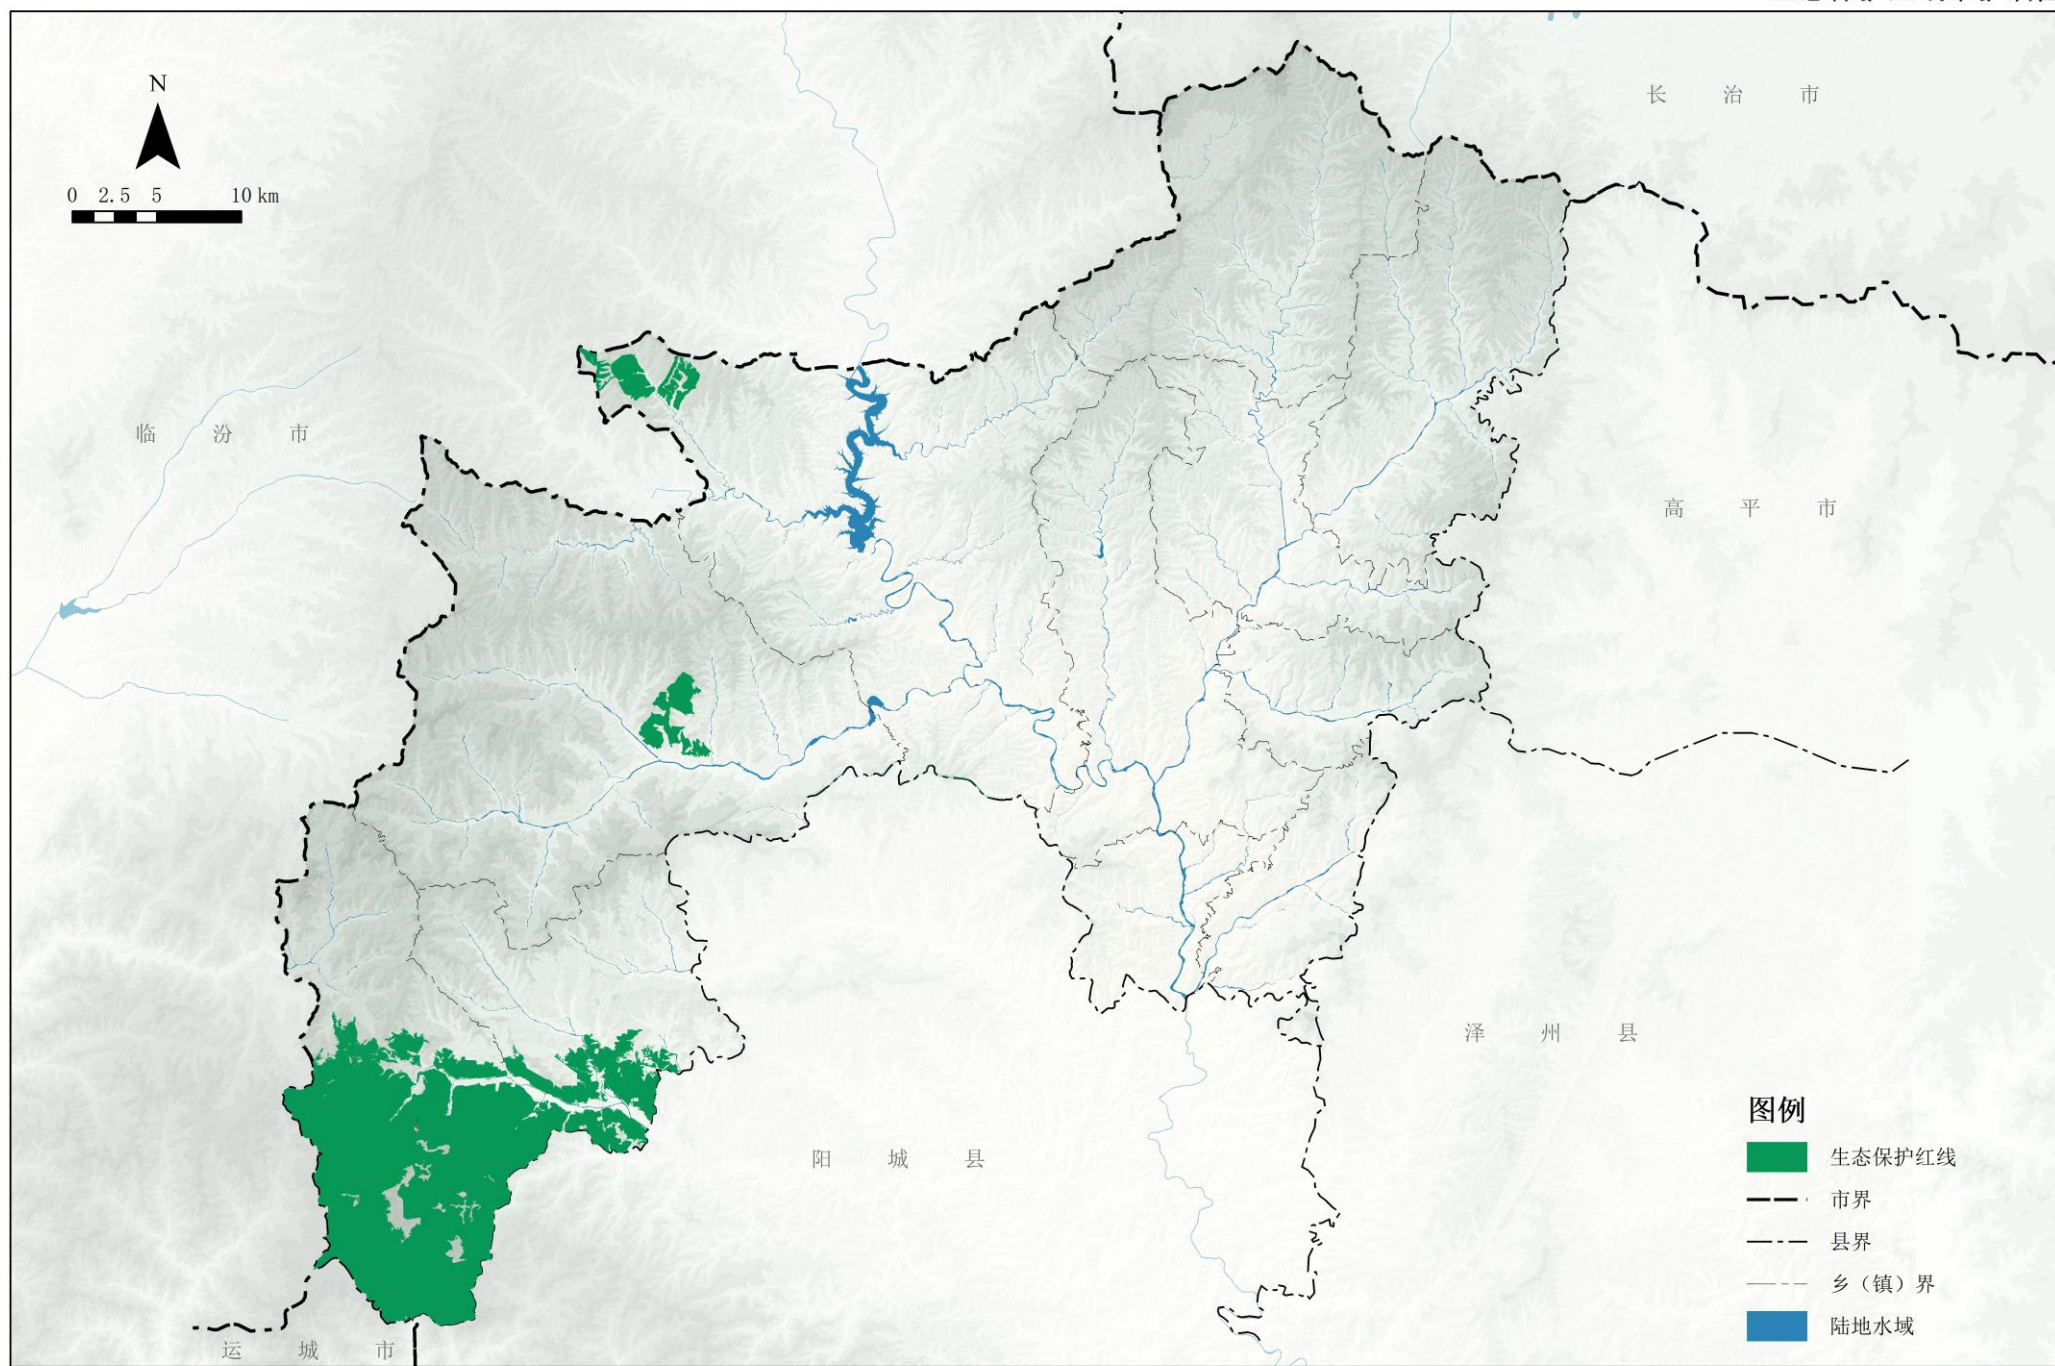 N
0 2.5 5 10 km
长治市
临汾市
高平市
泽州县
阳城县
运城市
图例
生态保护红线
市界
县界
乡（镇）界
陆地水域